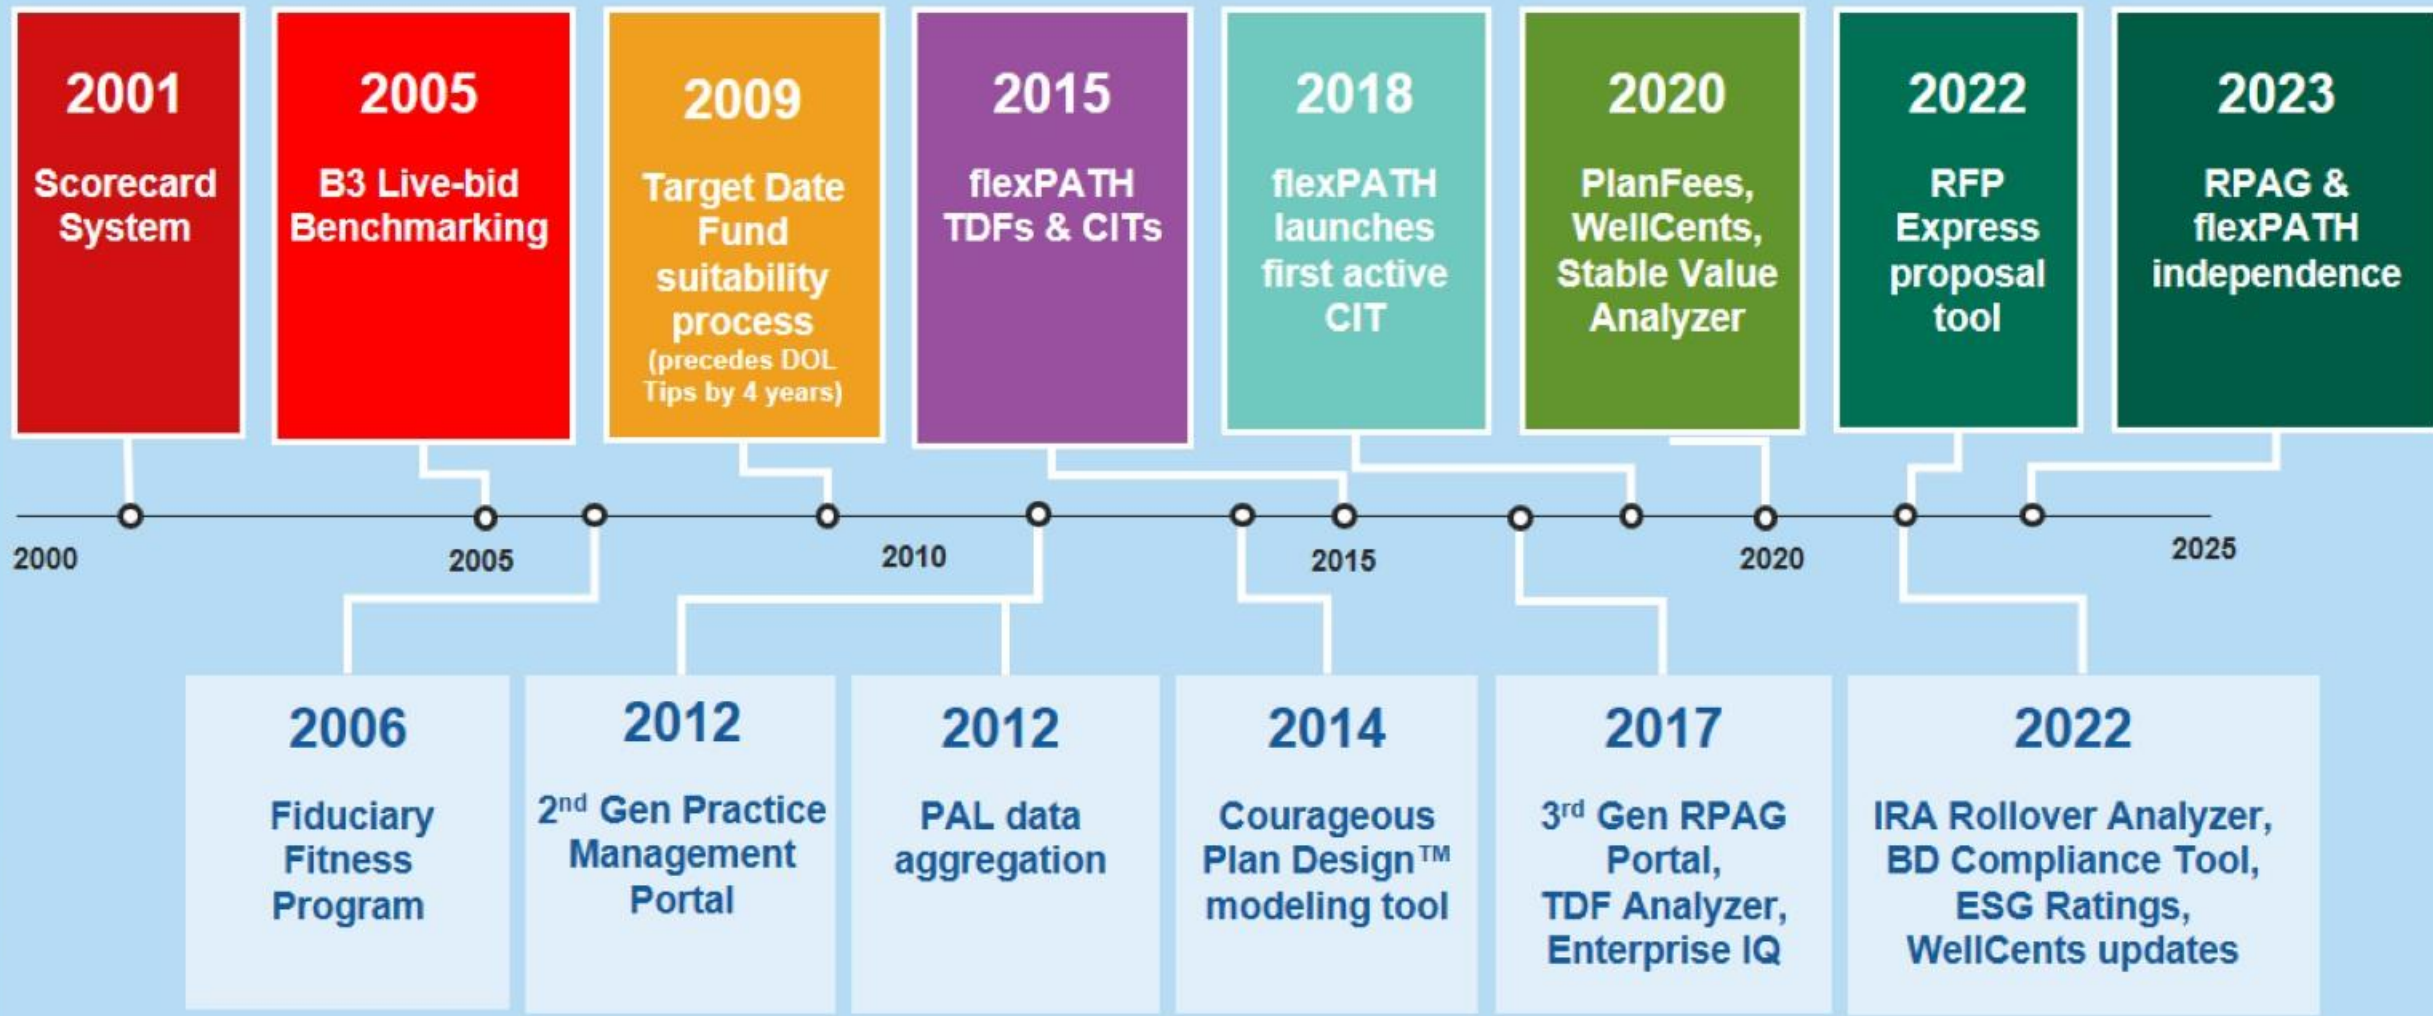 2001
Scorecard
System
2005
B3 Live-bid
Benchmarking
2009
Target Date
Fund
suitability
process
(precedes DOL
Tips by 4 years)
2015
flexPATH
TDFs & CITs
2018
flexPATH
launches
first active
CIT
2020
PlanFees,
WellCents,
Stable Value
Analyzer
2022
RFP
Express
proposal
tool
2023
RPAG &
flexPATH
independence
2000
2005
2010
2015
2020
2025
2006
Fiduciary
Fitness
Program
2012
2nd Gen Practice
Management
Portal
2012
PAL data
aggregation
2014
Courageous
Plan Design™
modeling tool
2017
3rd Gen RPAG
Portal,
TDF Analyzer,
Enterprise IQ
2022
IRA Rollover Analyzer,
BD Compliance Tool,
ESG Ratings,
WellCents updates